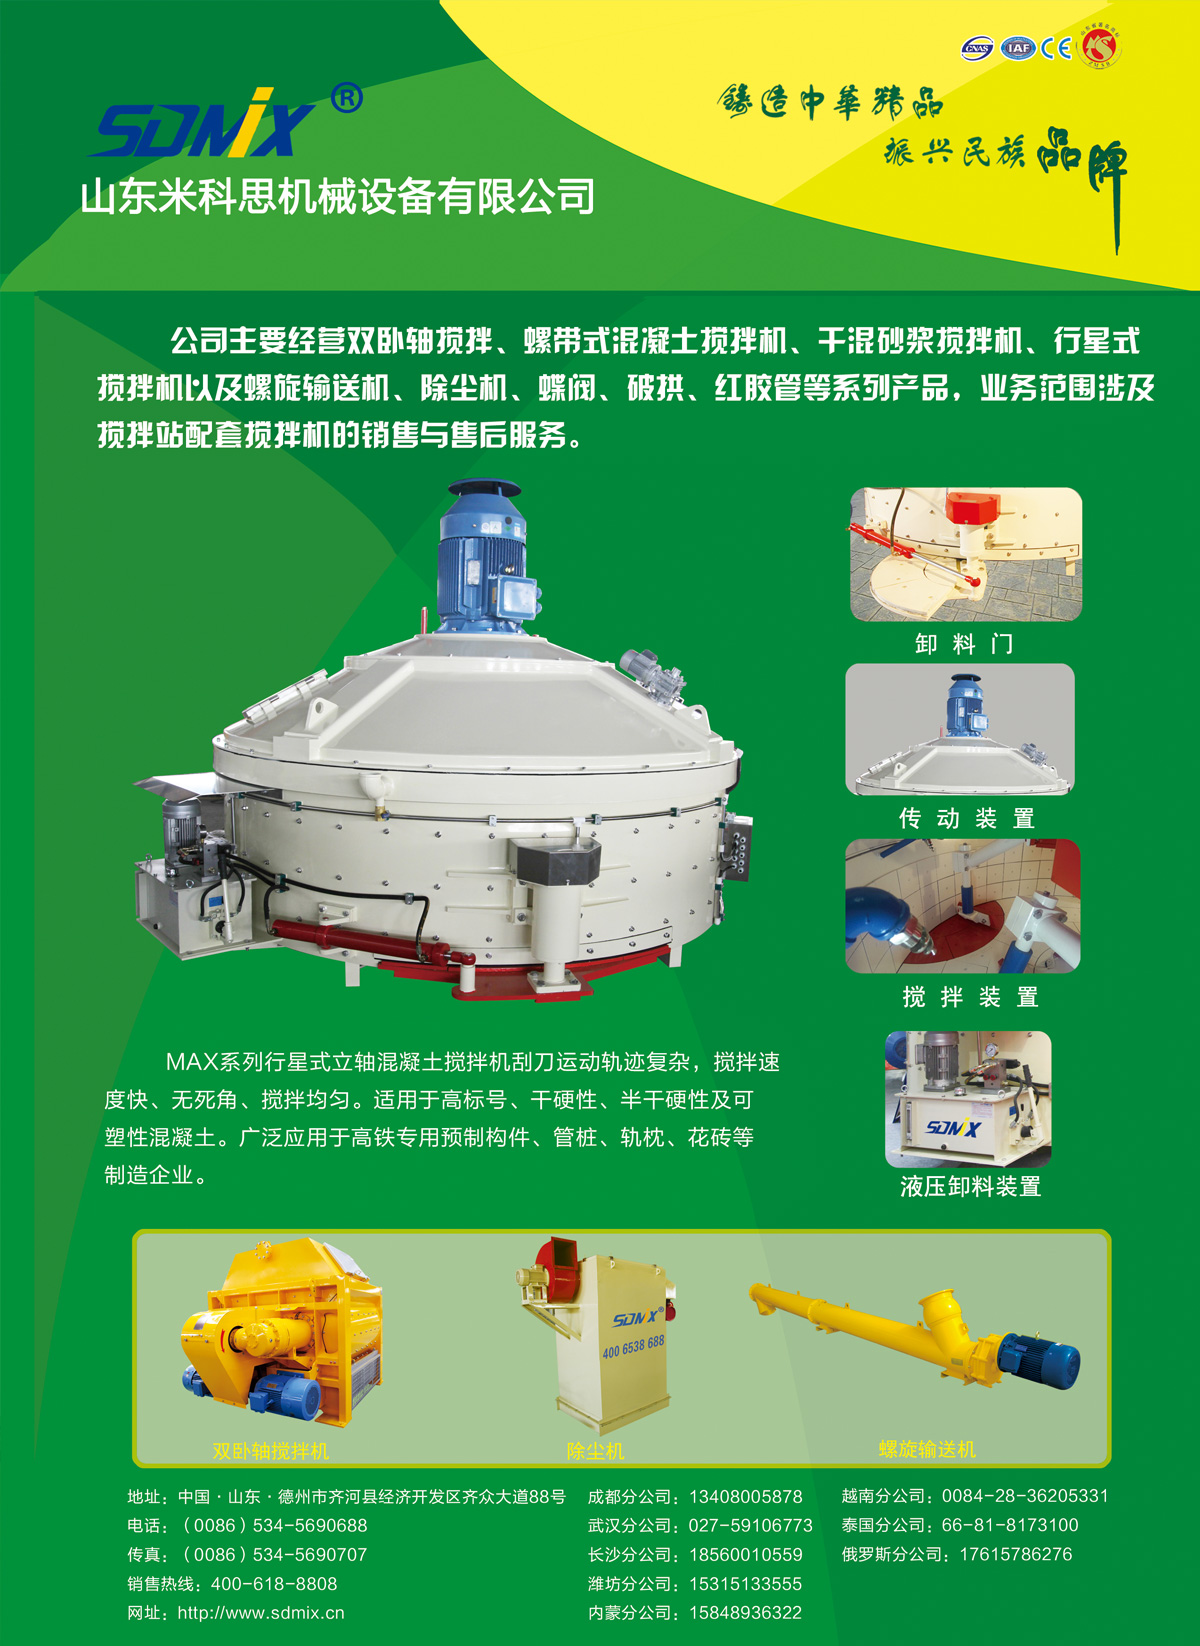 CNAS IAF CE
SDMiX®
铸造中华精品
振兴民族品牌
山东米科思机械设备有限公司
公司主要经营双卧轴搅拌、螺带式混凝土搅拌机、干混砂浆搅拌机、行星式
搅拌机以及螺旋输送机、除尘机、蝶阀、破拱、红胶管等系列产品，业务范围涉及
搅拌站配套搅拌机的销售与售后服务。
卸料门
传动装置
搅拌装置
MAX系列行星式立轴混凝土搅拌机刮刀运动轨迹复杂，搅拌速
度快、无死角、搅拌均匀。适用于高标号、干硬性、半干硬性及可
塑性混凝土。广泛应用于高铁专用预制构件、管桩、轨枕、花砖等
制造企业。
SDMiX
液压卸料装置
SDMiX®
400 6538 688
双卧轴搅拌机
除尘机
螺旋输送机
地址：中国·山东·德州市齐河县经济开发区齐众大道88号
电话：（0086）534-5690688
传真：（0086）534-5690707
销售热线：400-618-8808
网址：http://www.sdmix.cn
成都分公司：13408005878
武汉分公司：027-59106773
长沙分公司：18560010559
潍坊分公司：15315133555
内蒙分公司：15848936322
越南分公司：0084-28-36205331
泰国分公司：66-81-8173100
俄罗斯分公司：17615786276